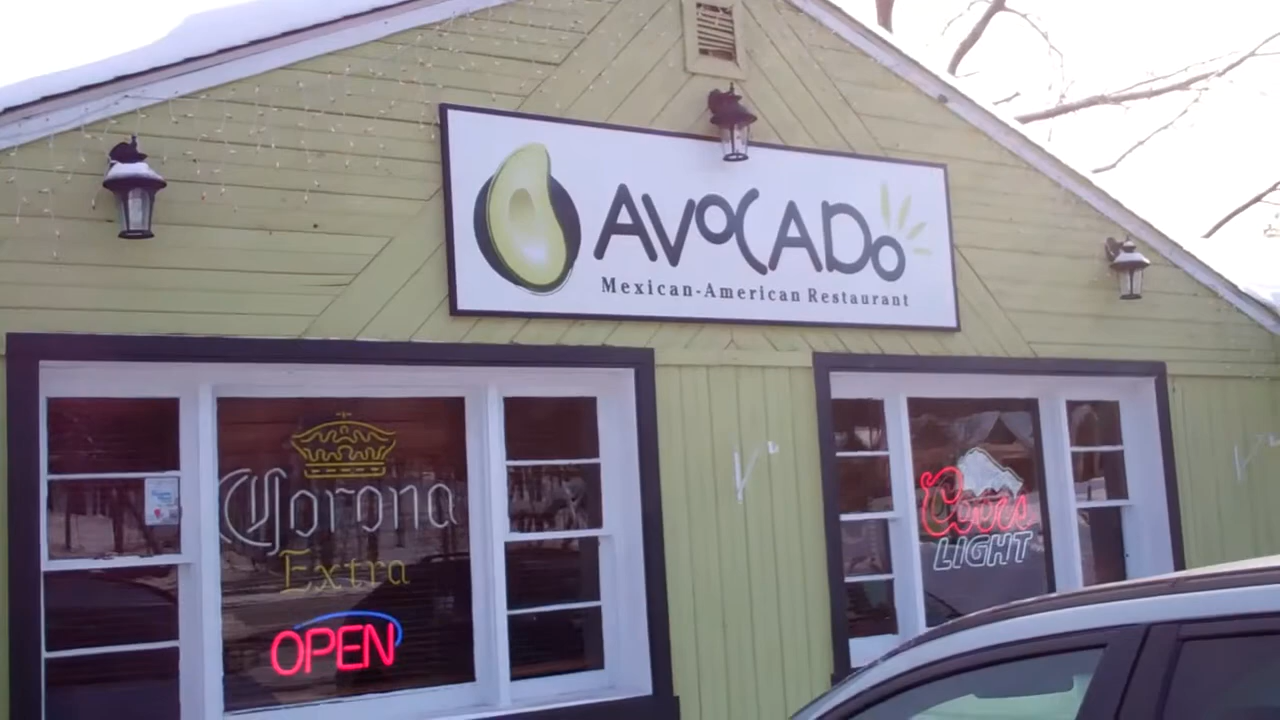 AVOCADO
Mexican-American Restaurant
Corona
Extra
OPEN
Coors
LIGHT